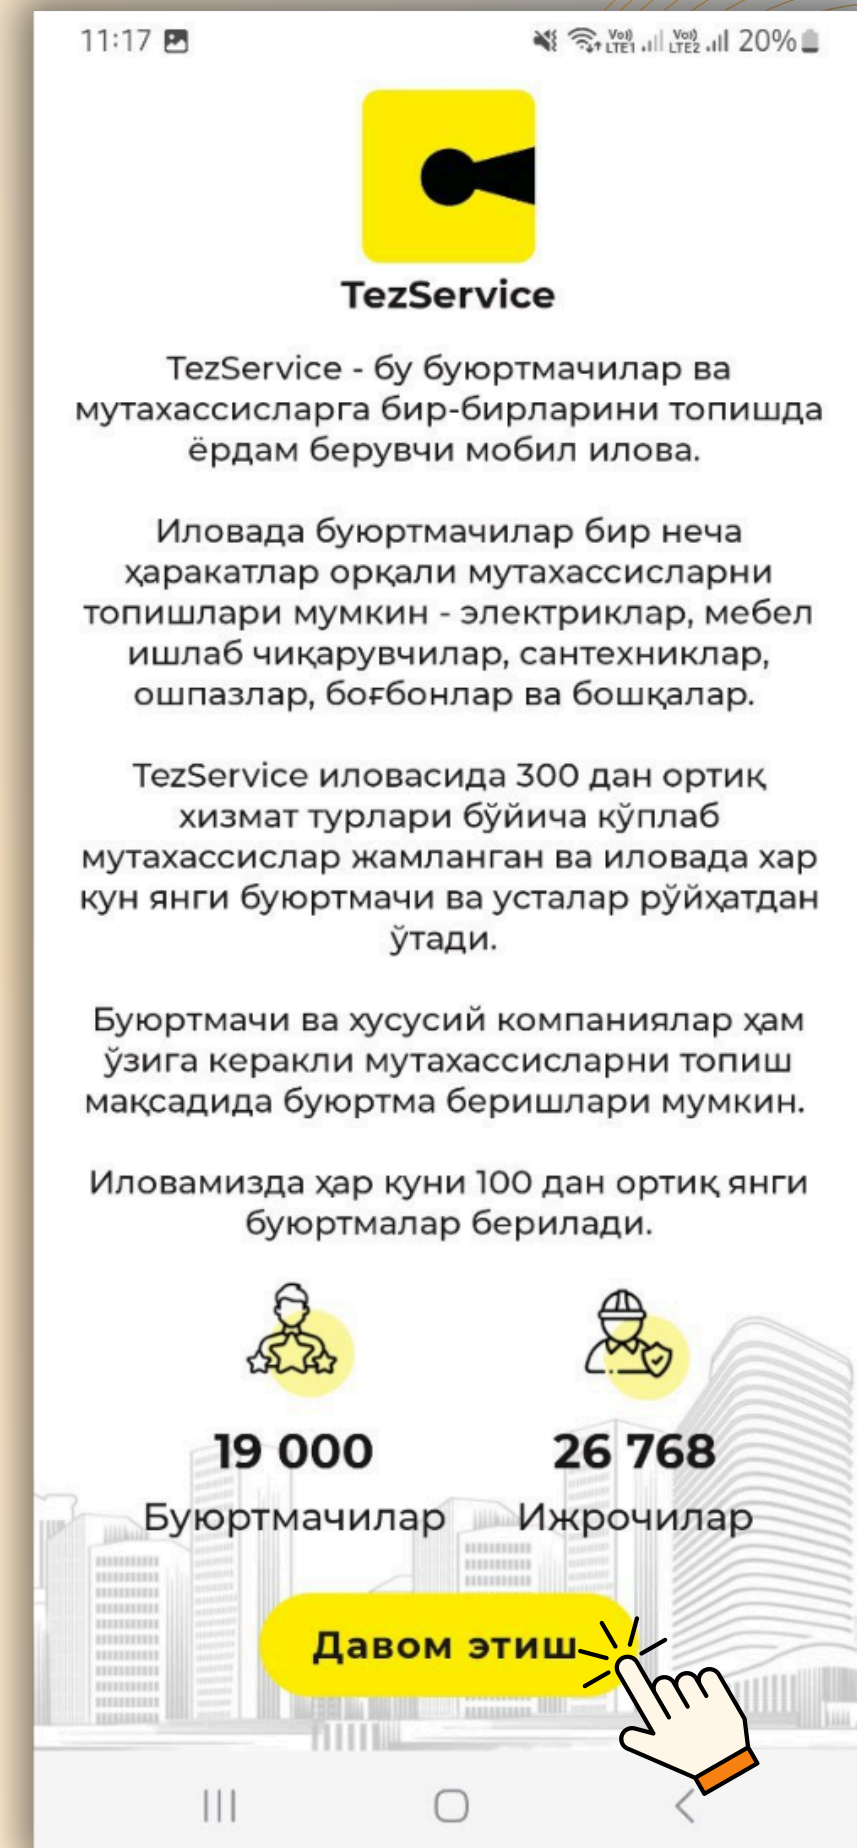 11:17
Vo)) LTE1 Vo)) LTE2 20%
TezService
TezService - бу буюртмачилар ва
мутахассисларга бир-бирларини топишда
ёрдам берувчи мобил илова.
Иловада буюртмачилар бир неча
ҳаракатлар орқали мутахассисларни
топишлари мумкин - электриклар, мебел
ишлаб чиқарувчилар, сантехниклар,
ошпазлар, боғбонлар ва бошқалар.
TezService иловасида 300 дан ортиқ
хизмат турлари бўйича кўплаб
мутахассислар жамланган ва иловада хар
кун янги буюртмачи ва усталар рўйҳатдан
ўтади.
Буюртмачи ва хусусий компаниялар ҳам
ўзига керакли мутахассисларни топиш
мақсадида буюртма беришлари мумкин.
Иловамизда ҳар куни 100 дан ортиқ янги
буюртмалар берилади.
19 000 26 768
Буюртмачилар Ижрочилар
Давом этиш